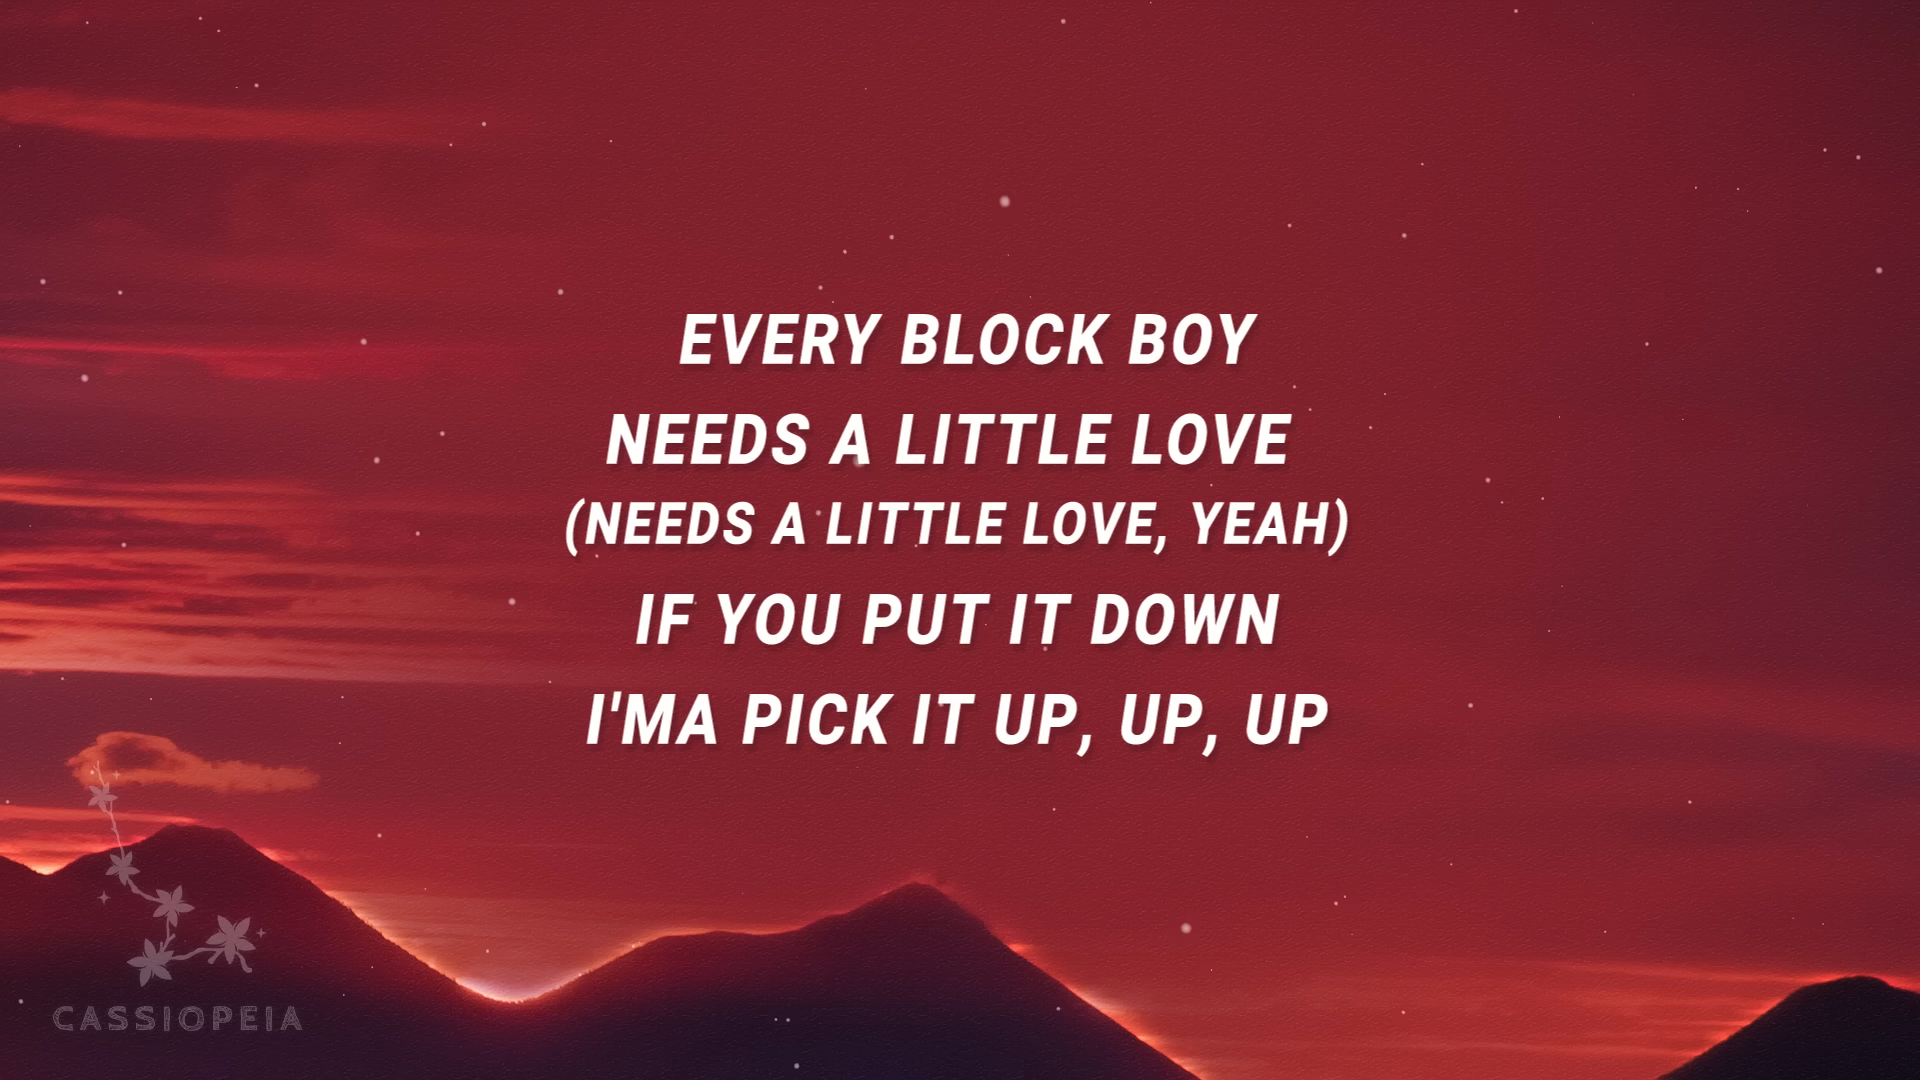 EVERY BLOCK BOY
NEEDS A LITTLE LOVE
(NEEDS A LITTLE LOVE, YEAH)
IF YOU PUT IT DOWN
I'MA PICK IT UP, UP, UP
CASSIOPEIA